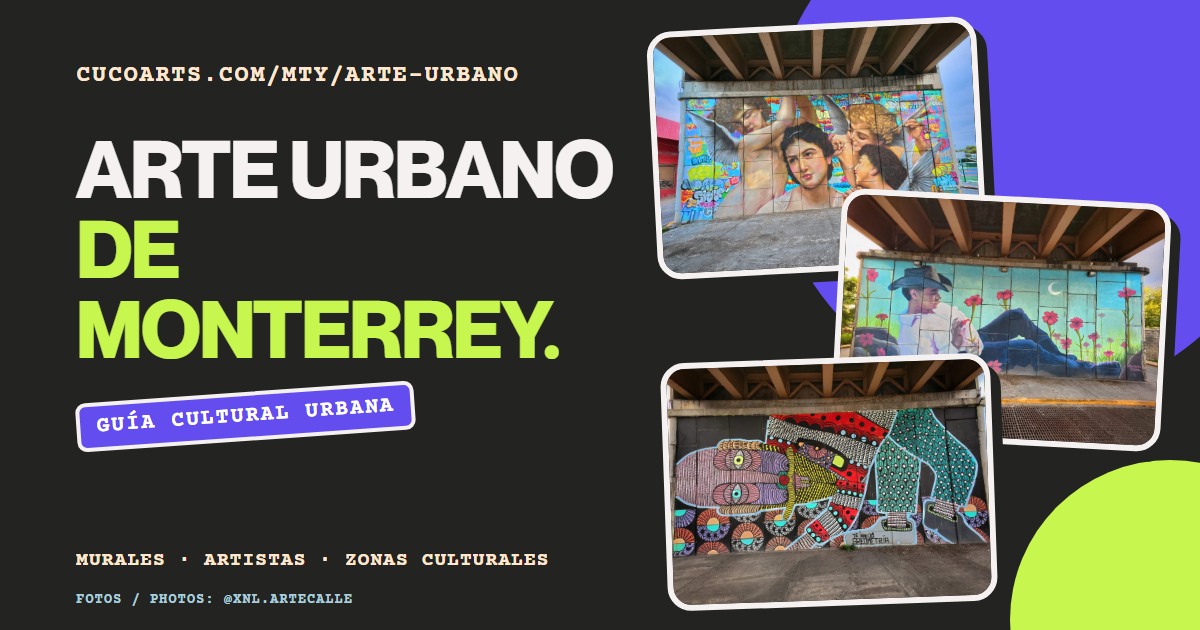 CUCOARTS.COM/MTY/ARTE-URBANO
ARTE URBANO
DE
MONTERREY.
GUÍA CULTURAL URBANA
MURALES · ARTISTAS · ZONAS CULTURALES
FOTOS / PHOTOS: @XNL.ARTECALLE